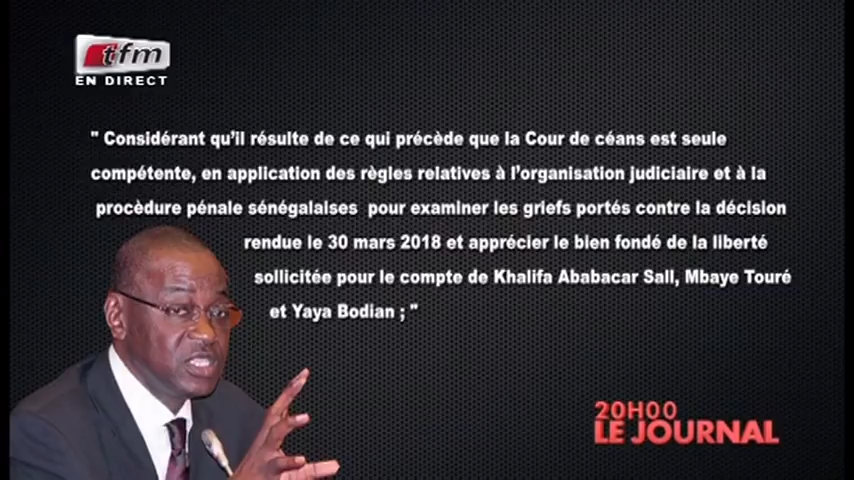 tfm
EN DIRECT
" Considérant qu'il résulte de ce qui précède que la Cour de céans est seule
compétente, en application des règles relatives à l'organisation judiciaire et à la
procèdure pénale sénégalaises pour examiner les griefs portés contre la décision
rendue le 30 mars 2018 et apprécier le bien fondé de la liberté
sollicitée pour le compte de Khalifa Ababacar Sall, Mbaye Touré
et Yaya Bodian ; "
20H00
LE JOURNAL